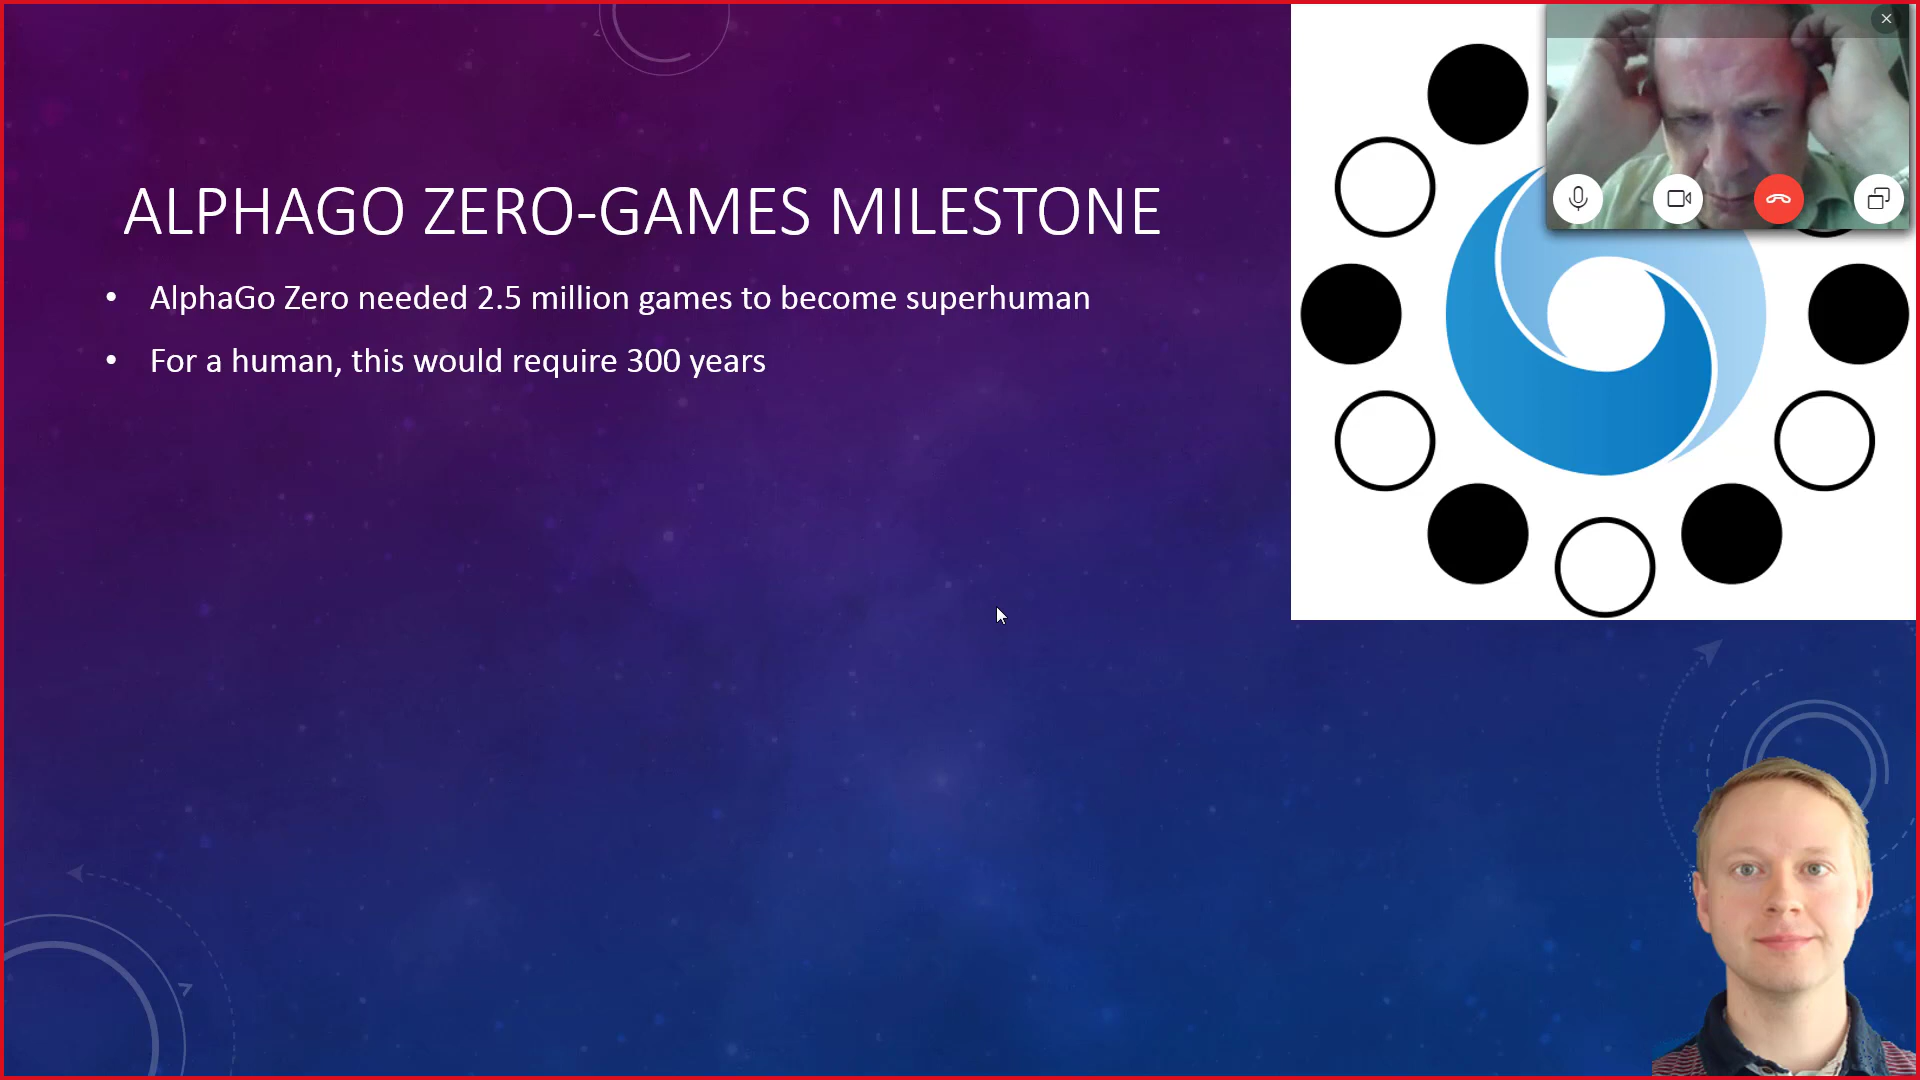 ALPHAGO ZERO-GAMES MILESTONE
• AlphaGo Zero needed 2.5 million games to become superhuman
• For a human, this would require 300 years